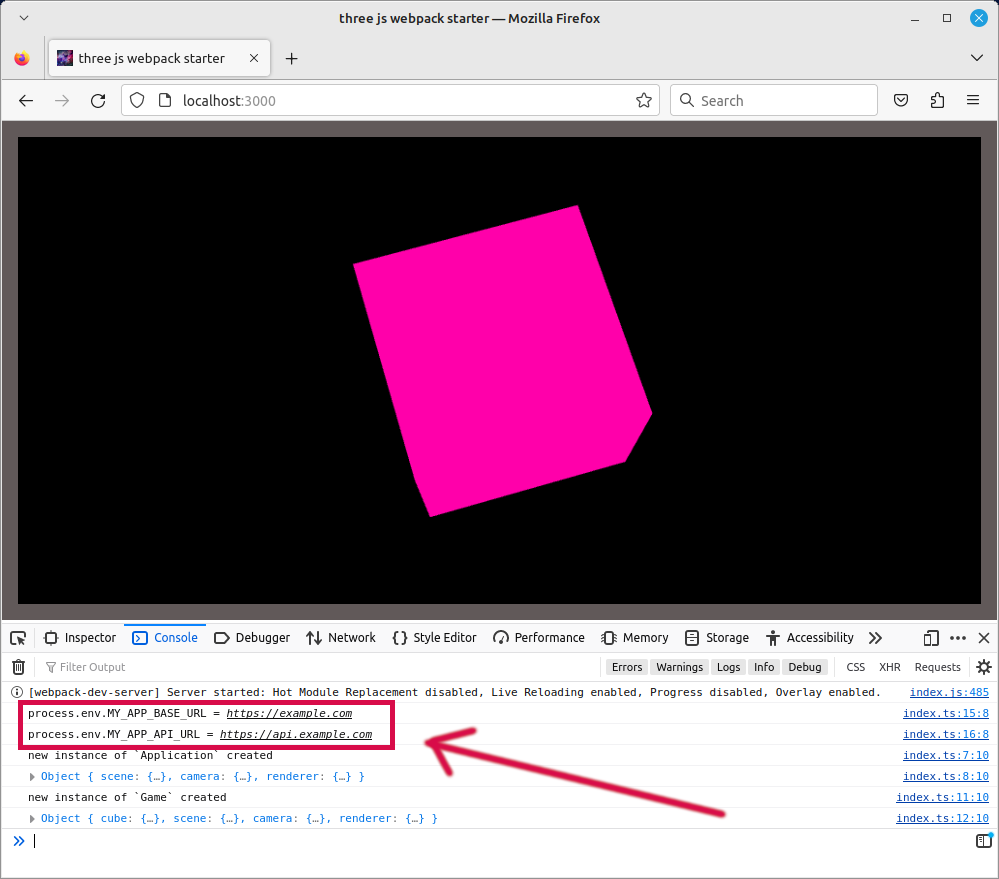 three js webpack starter — Mozilla Firefox
three js webpack starter
localhost:3000
Search
Inspector Console Debugger Network Style Editor Performance Memory Storage Accessibility
Filter Output Errors Warnings Logs Info Debug CSS XHR Requests
[webpack-dev-server] Server started: Hot Module Replacement disabled, Live Reloading enabled, Progress disabled, Overlay enabled. index.js:485
process.env.MY_APP_BASE_URL = https://example.com index.ts:15:8
process.env.MY_APP_API_URL = https://api.example.com index.ts:16:8
new instance of `Application` created index.ts:7:10
Object { scene: {…}, camera: {…}, renderer: {…} } index.ts:8:10
new instance of `Game` created index.ts:11:10
Object { cube: {…}, scene: {…}, camera: {…}, renderer: {…} } index.ts:12:10